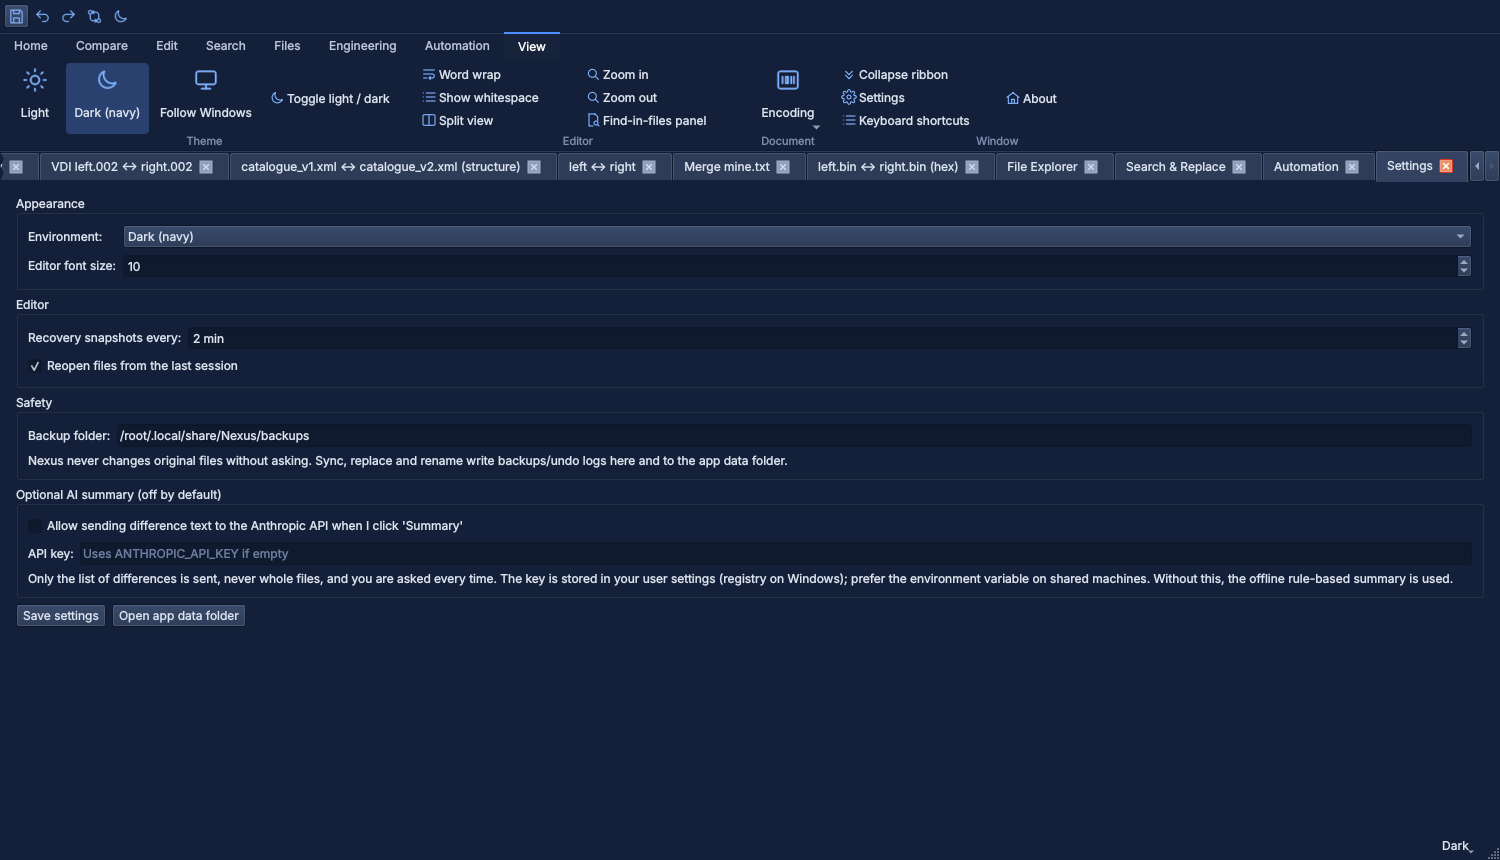 Home Compare Edit Search Files Engineering Automation View
Light
Dark (navy)
Follow Windows
Toggle light / dark
Theme
Word wrap
Show whitespace
Split view
Zoom in
Zoom out
Find-in-files panel
Editor
Encoding
Document
Collapse ribbon
Settings
Keyboard shortcuts
About
Window
VDI left.002 ↔ right.002 catalogue_v1.xml ↔ catalogue_v2.xml (structure) left ↔ right Merge mine.txt left.bin ↔ right.bin (hex) File Explorer Search & Replace Automation Settings
Appearance
Environment: Dark (navy)
Editor font size: 10
Editor
Recovery snapshots every: 2 min
Reopen files from the last session
Safety
Backup folder: /root/.local/share/Nexus/backups
Nexus never changes original files without asking. Sync, replace and rename write backups/undo logs here and to the app data folder.
Optional AI summary (off by default)
Allow sending difference text to the Anthropic API when I click 'Summary'
API key: Uses ANTHROPIC_API_KEY if empty
Only the list of differences is sent, never whole files, and you are asked every time. The key is stored in your user settings (registry on Windows); prefer the environment variable on shared machines. Without this, the offline rule-based summary is used.
Save settings Open app data folder
Dark